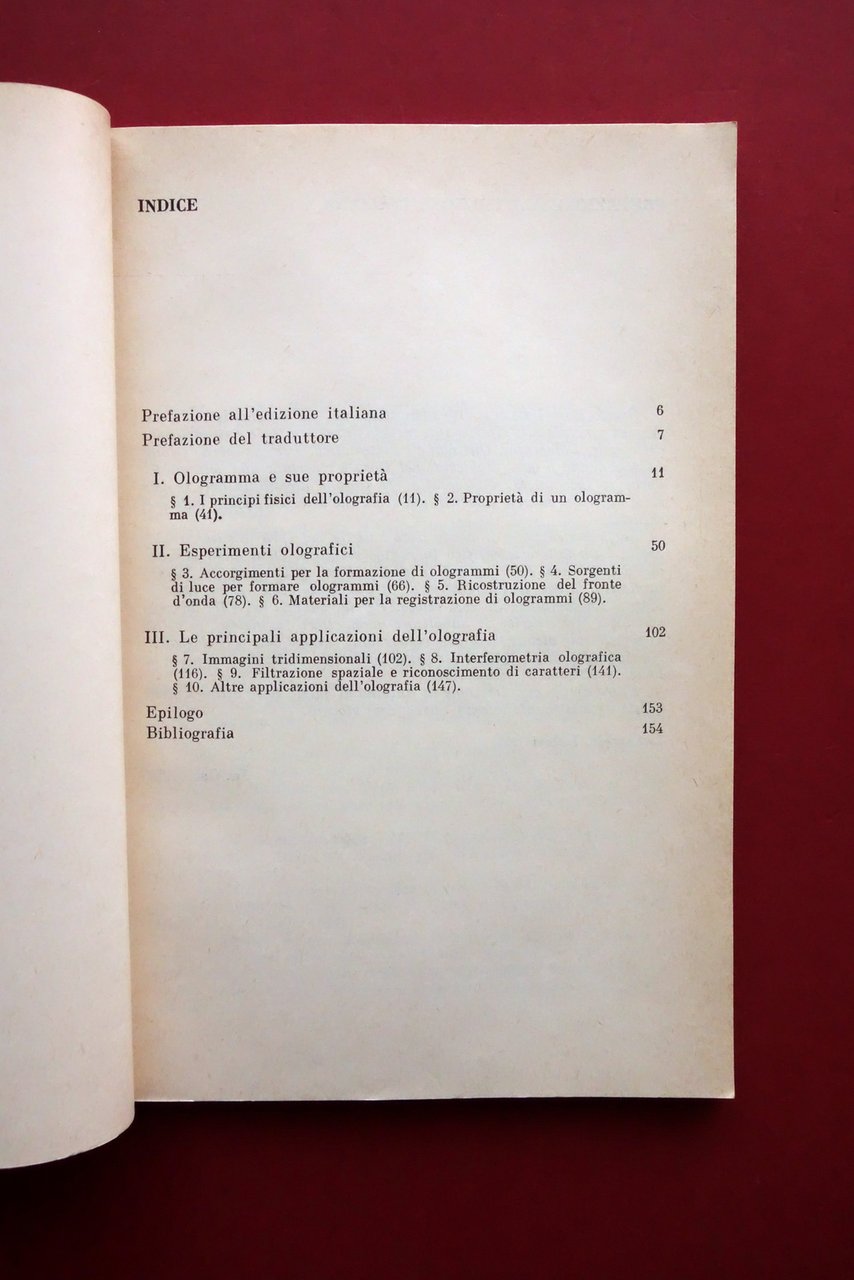 INDICE
Prefazione all'edizione italiana 6
Prefazione del traduttore 7
I. Ologramma e sue proprietà 11
§ 1. I principi fisici dell'olografia (11). § 2. Proprietà di un ologram-
ma (41).
II. Esperimenti olografici 50
§ 3. Accorgimenti per la formazione di ologrammi (50). § 4. Sorgenti
di luce per formare ologrammi (66). § 5. Ricostruzione del fronte
d'onda (78). § 6. Materiali per la registrazione di ologrammi (89).
III. Le principali applicazioni dell'olografia 102
§ 7. Immagini tridimensionali (102). § 8. Interferometria olografica
(116). § 9. Filtrazione spaziale e riconoscimento di caratteri (141).
§ 10. Altre applicazioni dell'olografia (147).
Epilogo 153
Bibliografia 154